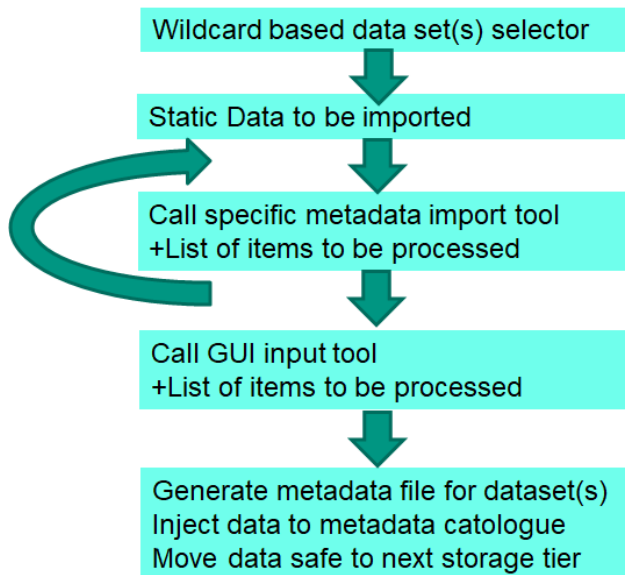 Wildcard based data set(s) selector
Static Data to be imported
Call specific metadata import tool
+List of items to be processed
Call GUI input tool
+List of items to be processed
Generate metadata file for dataset(s)
Inject data to metadata catologue
Move data safe to next storage tier